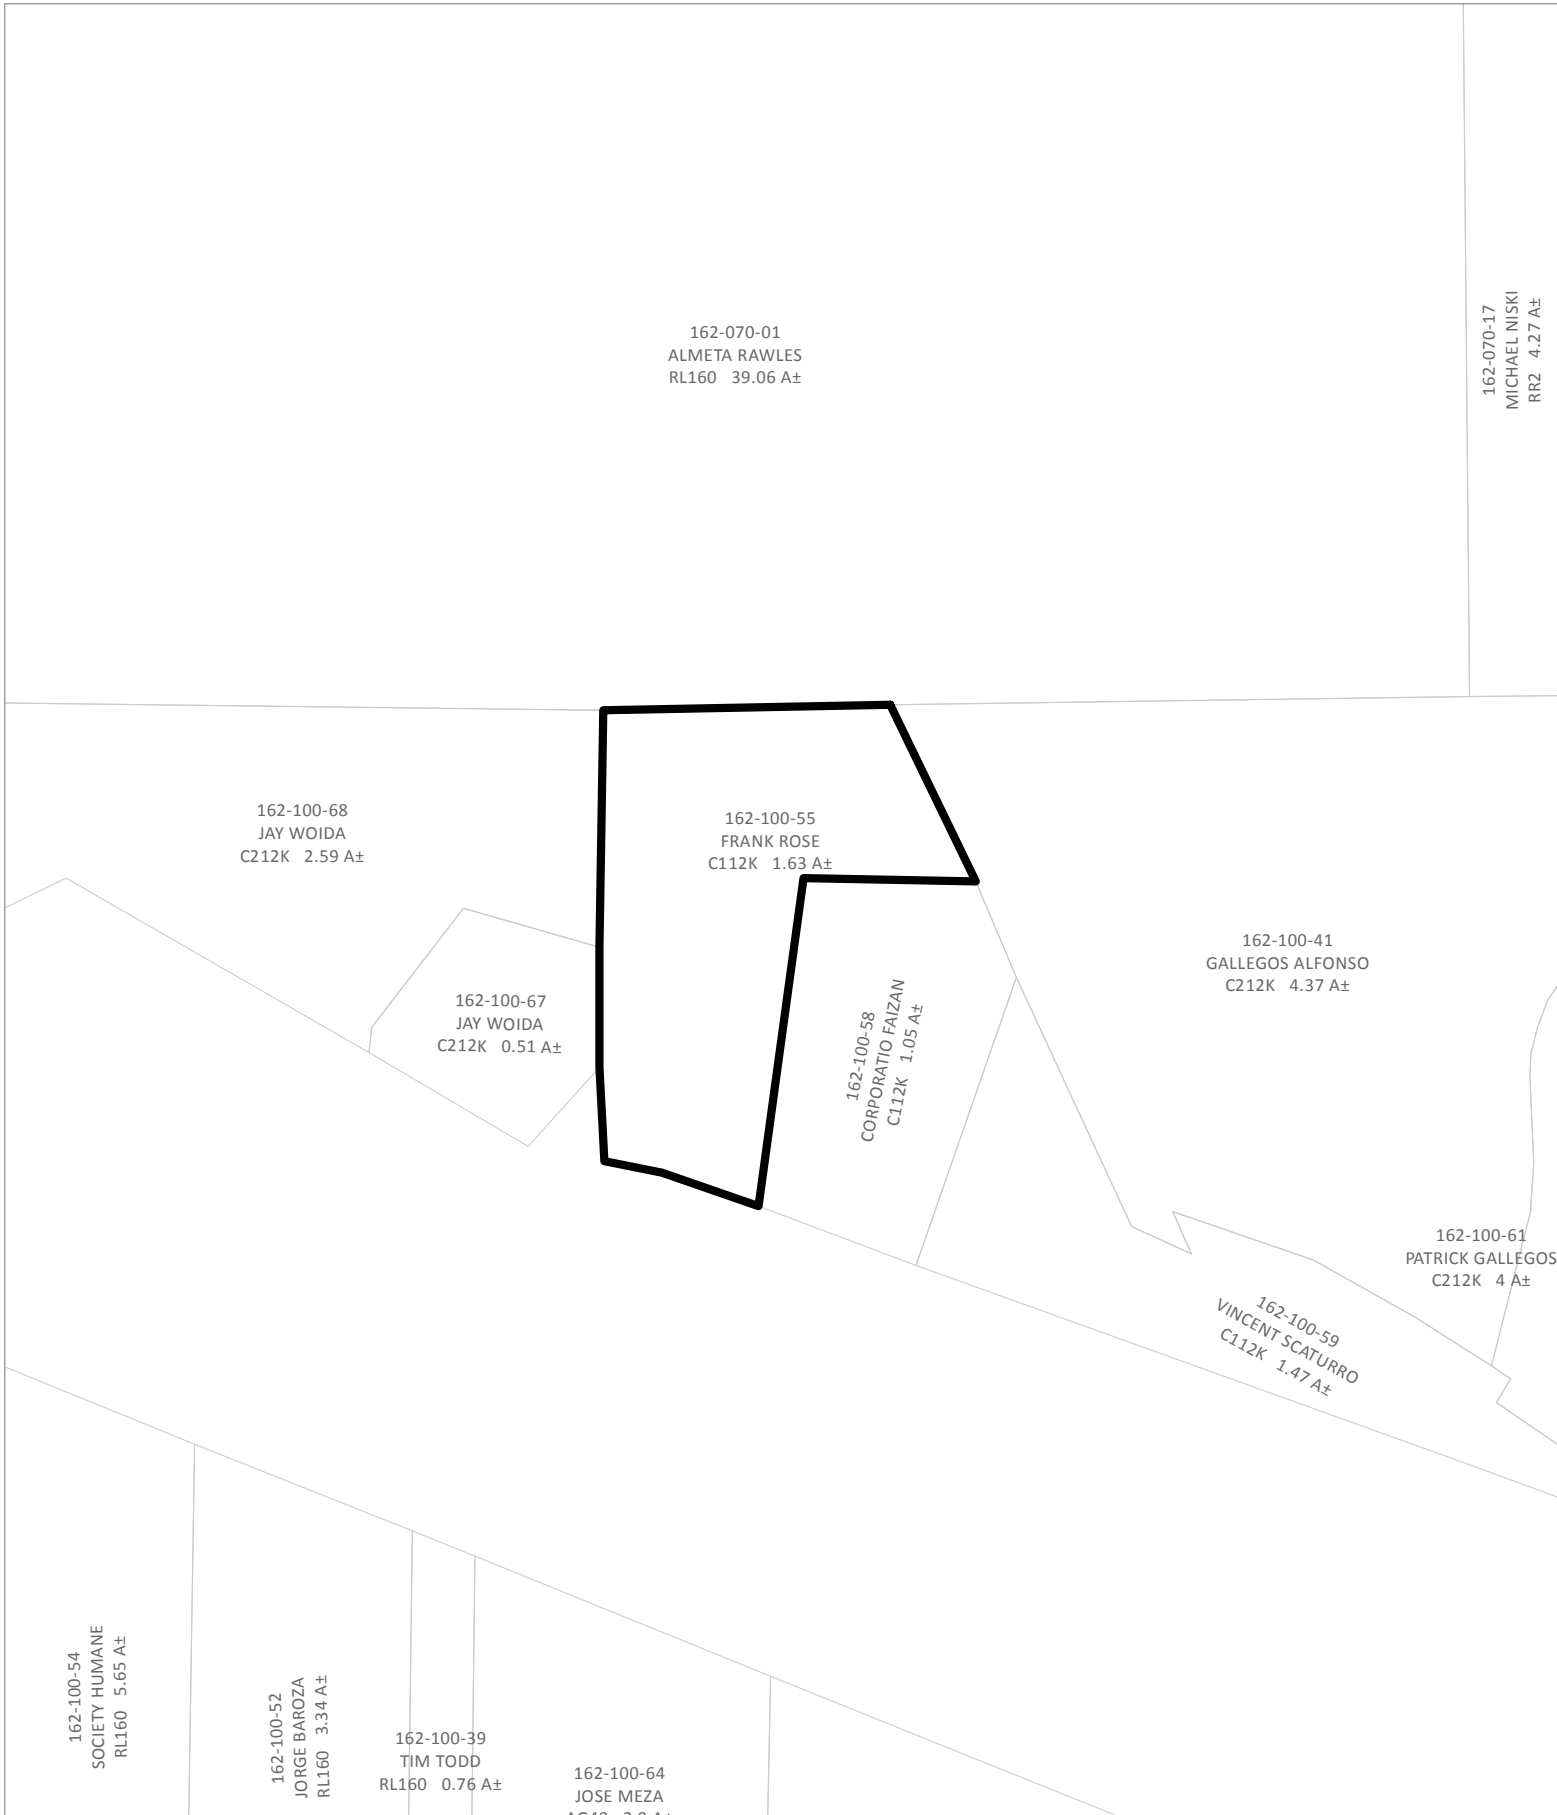 162-070-01
ALMETA RAWLES
RL160 39.06 A±
162-070-17
MICHAEL NISKI
RR2 4.27 A±
162-100-68
JAY WOIDA
C212K 2.59 A±
162-100-55
FRANK ROSE
C112K 1.63 A±
162-100-67
JAY WOIDA
C212K 0.51 A±
162-100-58
CORPORATIO FAIZAN
C112K 1.05 A±
162-100-41
GALLEGOS ALFONSO
C212K 4.37 A±
162-100-61
PATRICK GALLEGOS
C212K 4 A±
162-100-59
VINCENT SCATURRO
C112K 1.47 A±
162-100-54
SOCIETY HUMANE
RL160 5.65 A±
162-100-52
JORGE BAROZA
RL160 3.34 A±
162-100-39
TIM TODD
RL160 0.76 A±
162-100-64
JOSE MEZA